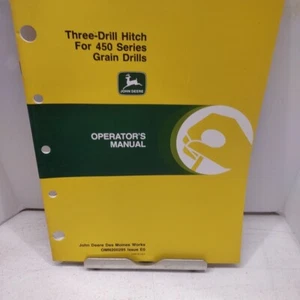 Three-Drill Hitch
For 450 Series
Grain Drills
JOHN DEERE
OPERATOR'S
MANUAL
John Deere Des Moines Works